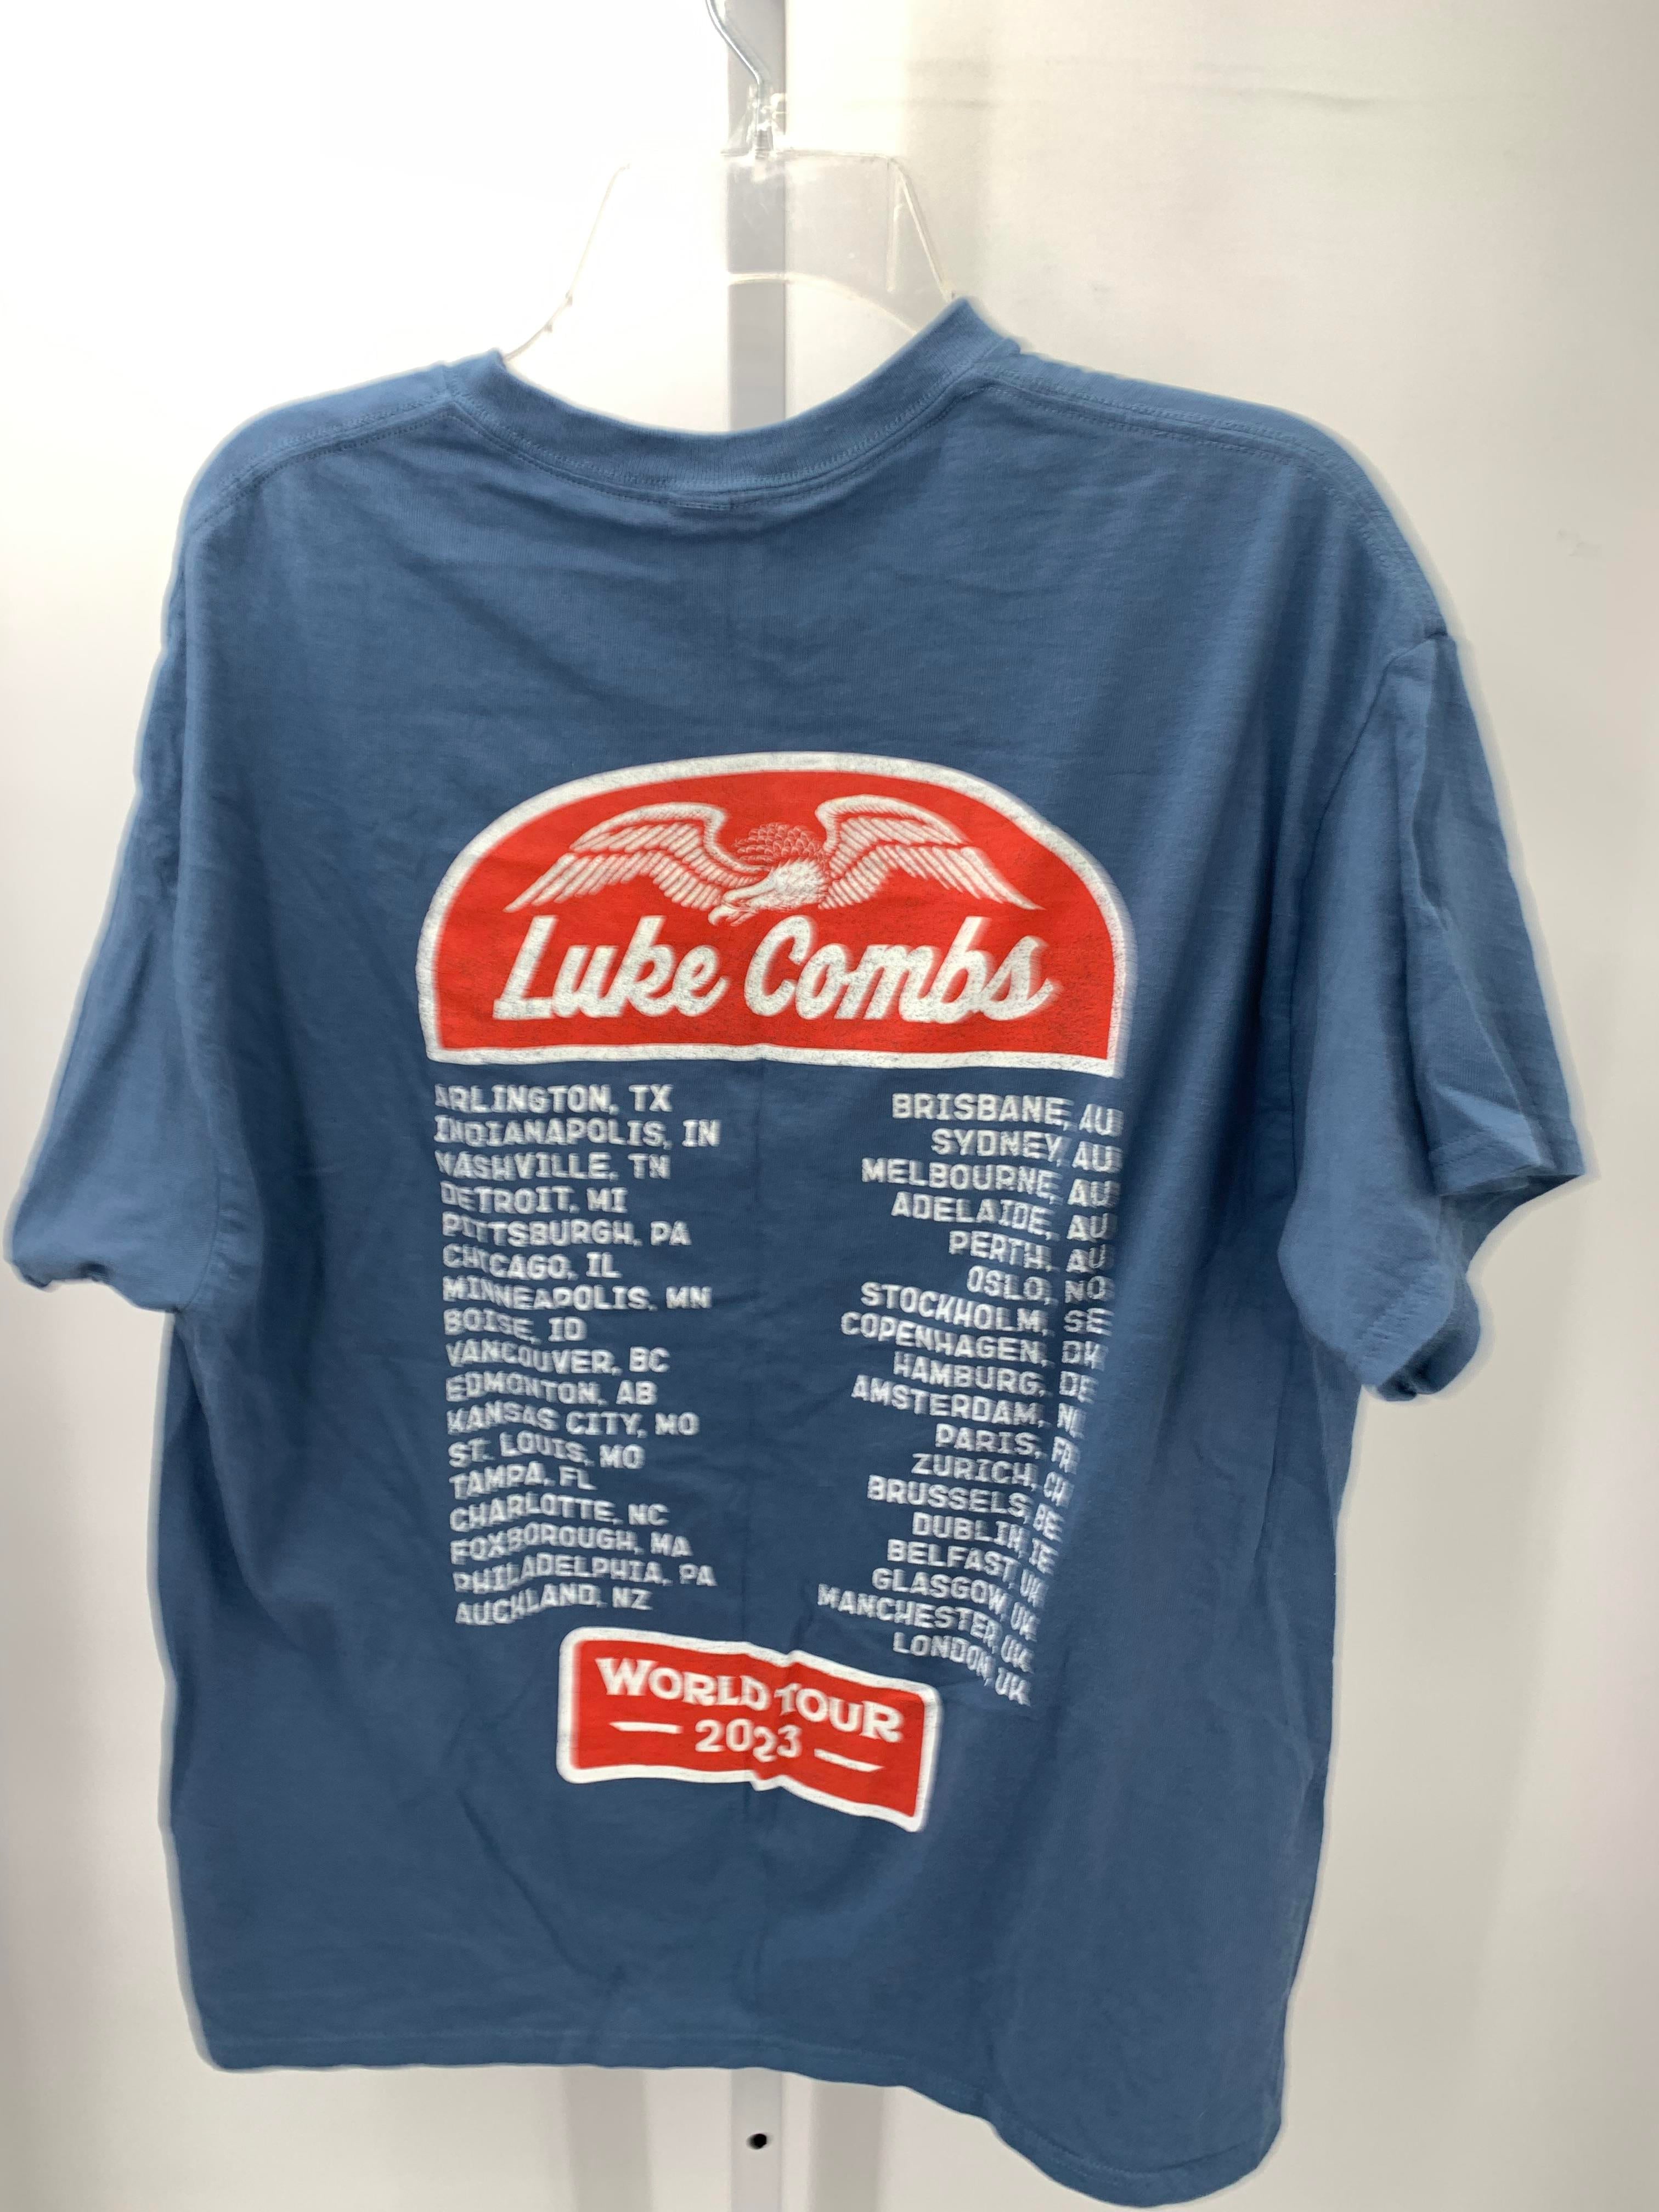 Luke Combs
ARLINGTON, TX
INDIANAPOLIS, IN
NASHVILLE, TN
DETROIT, MI
PITTSBURGH, PA
CHICAGO, IL
MINNEAPOLIS, MN
BOISE, ID
VANCOUVER, BC
EDMONTON, AB
KANSAS CITY, MO
ST. LOUIS, MO
TAMPA, FL
CHARLOTTE, NC
FOXBOROUGH, MA
PHILADELPHIA, PA
AUCKLAND, NZ
BRISBANE, AU
SYDNEY, AU
MELBOURNE, AU
ADELAIDE, AU
PERTH, AU
OSLO, NO
STOCKHOLM, SE
COPENHAGEN, DK
HAMBURG, DE
AMSTERDAM, NL
PARIS, FR
ZURICH, CH
BRUSSELS, BE
DUBLIN, IE
BELFAST, UK
GLASGOW, UK
MANCHESTER, UK
LONDON, UK
WORLD TOUR
2023